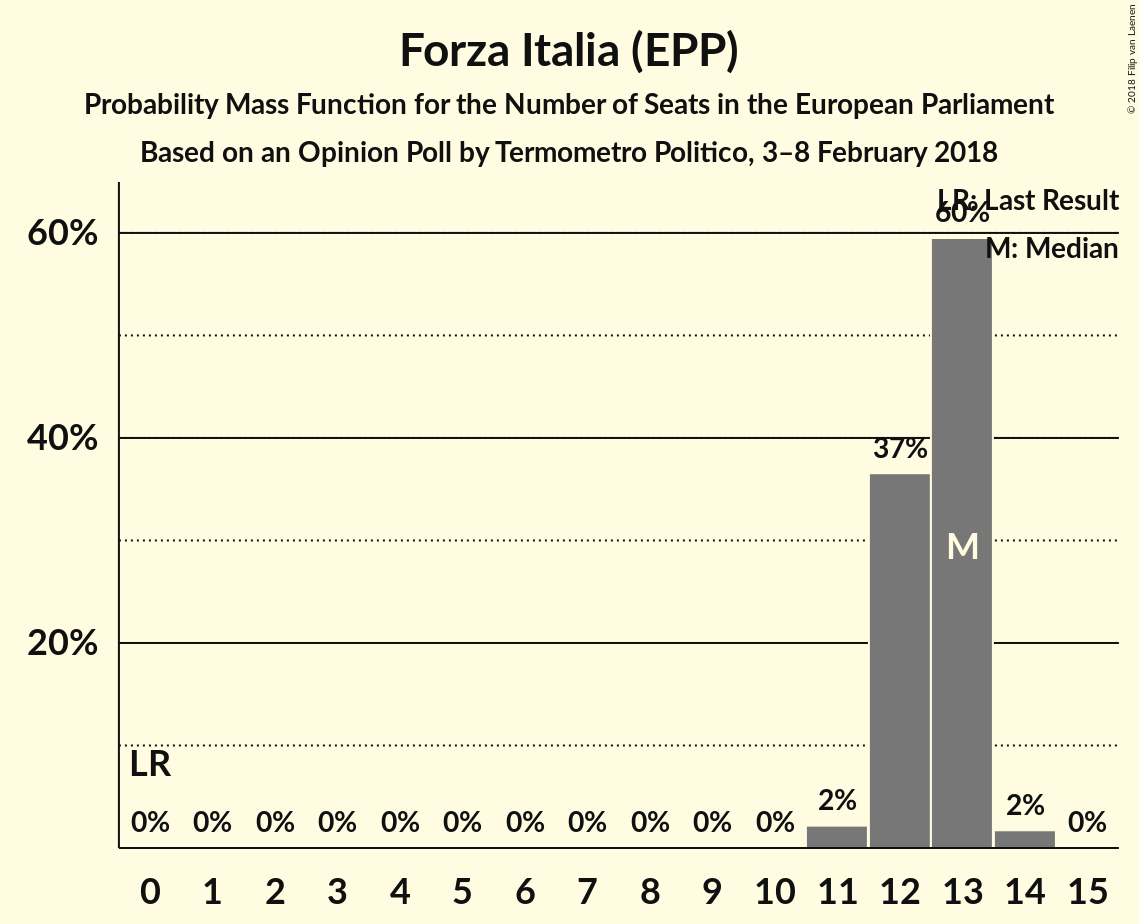 Forza Italia (EPP)
Probability Mass Function for the Number of Seats in the European Parliament
Based on an Opinion Poll by Termometro Politico, 3–8 February 2018
© 2018 Filip van Laenen
LR: Last Result
M: Median
60%
40%
20%
60%
37%
M
LR
0% 0% 0% 0% 0% 0% 0% 0% 0% 0% 0% 2% 2% 0%
0 1 2 3 4 5 6 7 8 9 10 11 12 13 14 15